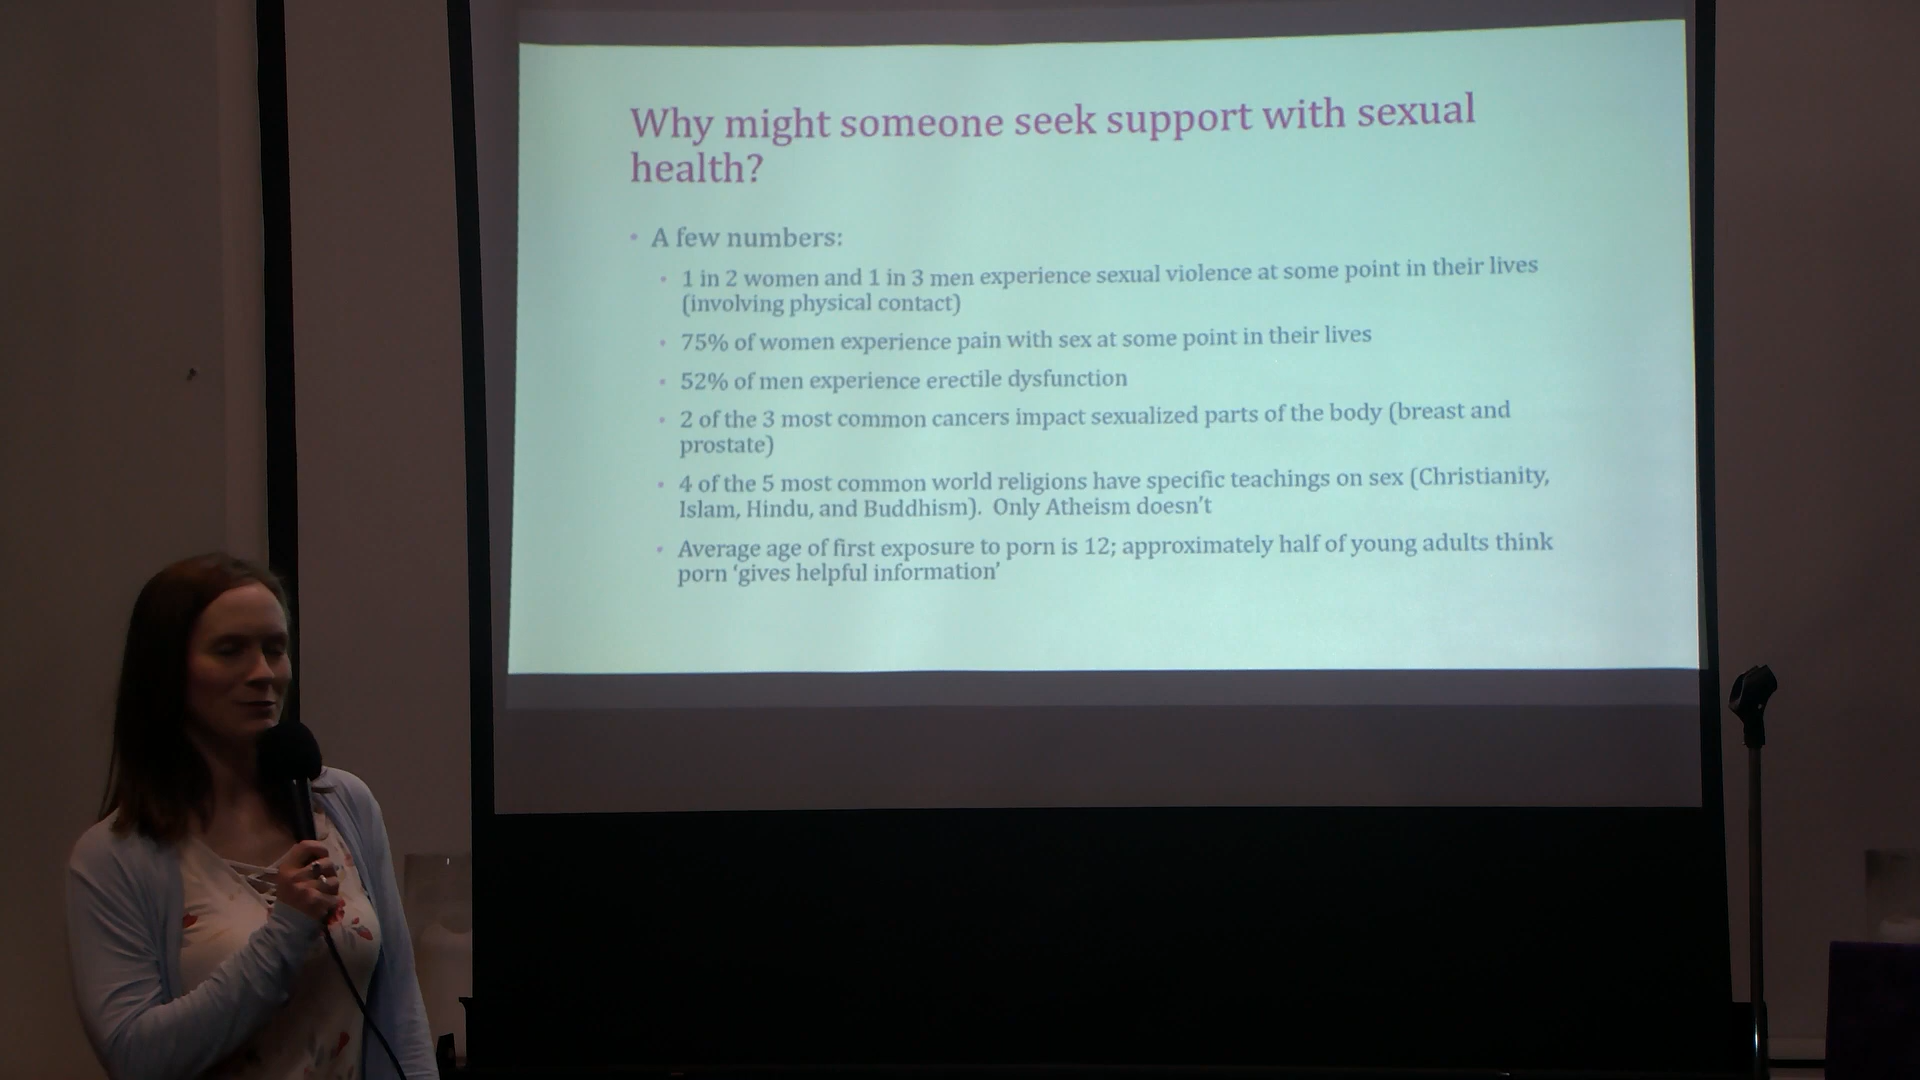 Why might someone seek support with sexual
health?
• A few numbers:
• 1 in 2 women and 1 in 3 men experience sexual violence at some point in their lives
(involving physical contact)
• 75% of women experience pain with sex at some point in their lives
• 52% of men experience erectile dysfunction
• 2 of the 3 most common cancers impact sexualized parts of the body (breast and
prostate)
• 4 of the 5 most common world religions have specific teachings on sex (Christianity,
Islam, Hindu, and Buddhism).  Only Atheism doesn't
• Average age of first exposure to porn is 12; approximately half of young adults think
porn 'gives helpful information'